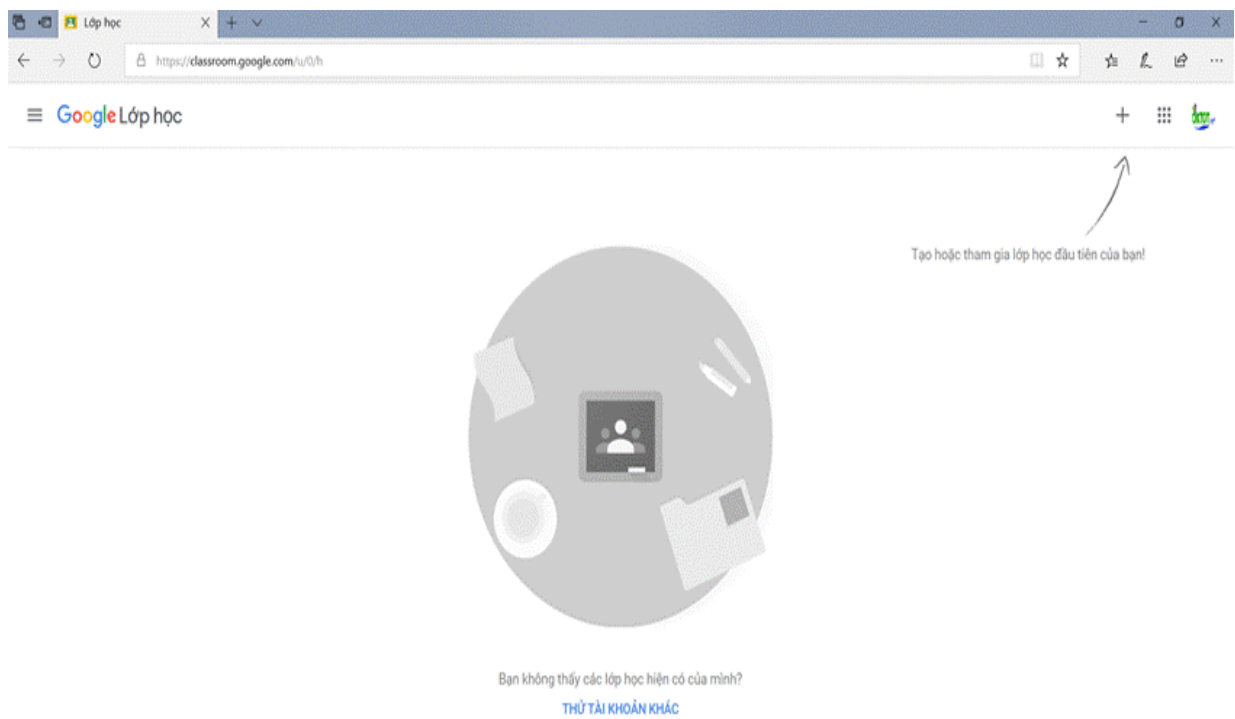 Lớp học
https://classroom.google.com/u/0/h
Google Lớp học
Tạo hoặc tham gia lớp học đầu tiên của bạn!
Bạn không thấy các lớp học hiện có của mình?
THỬ TÀI KHOẢN KHÁC